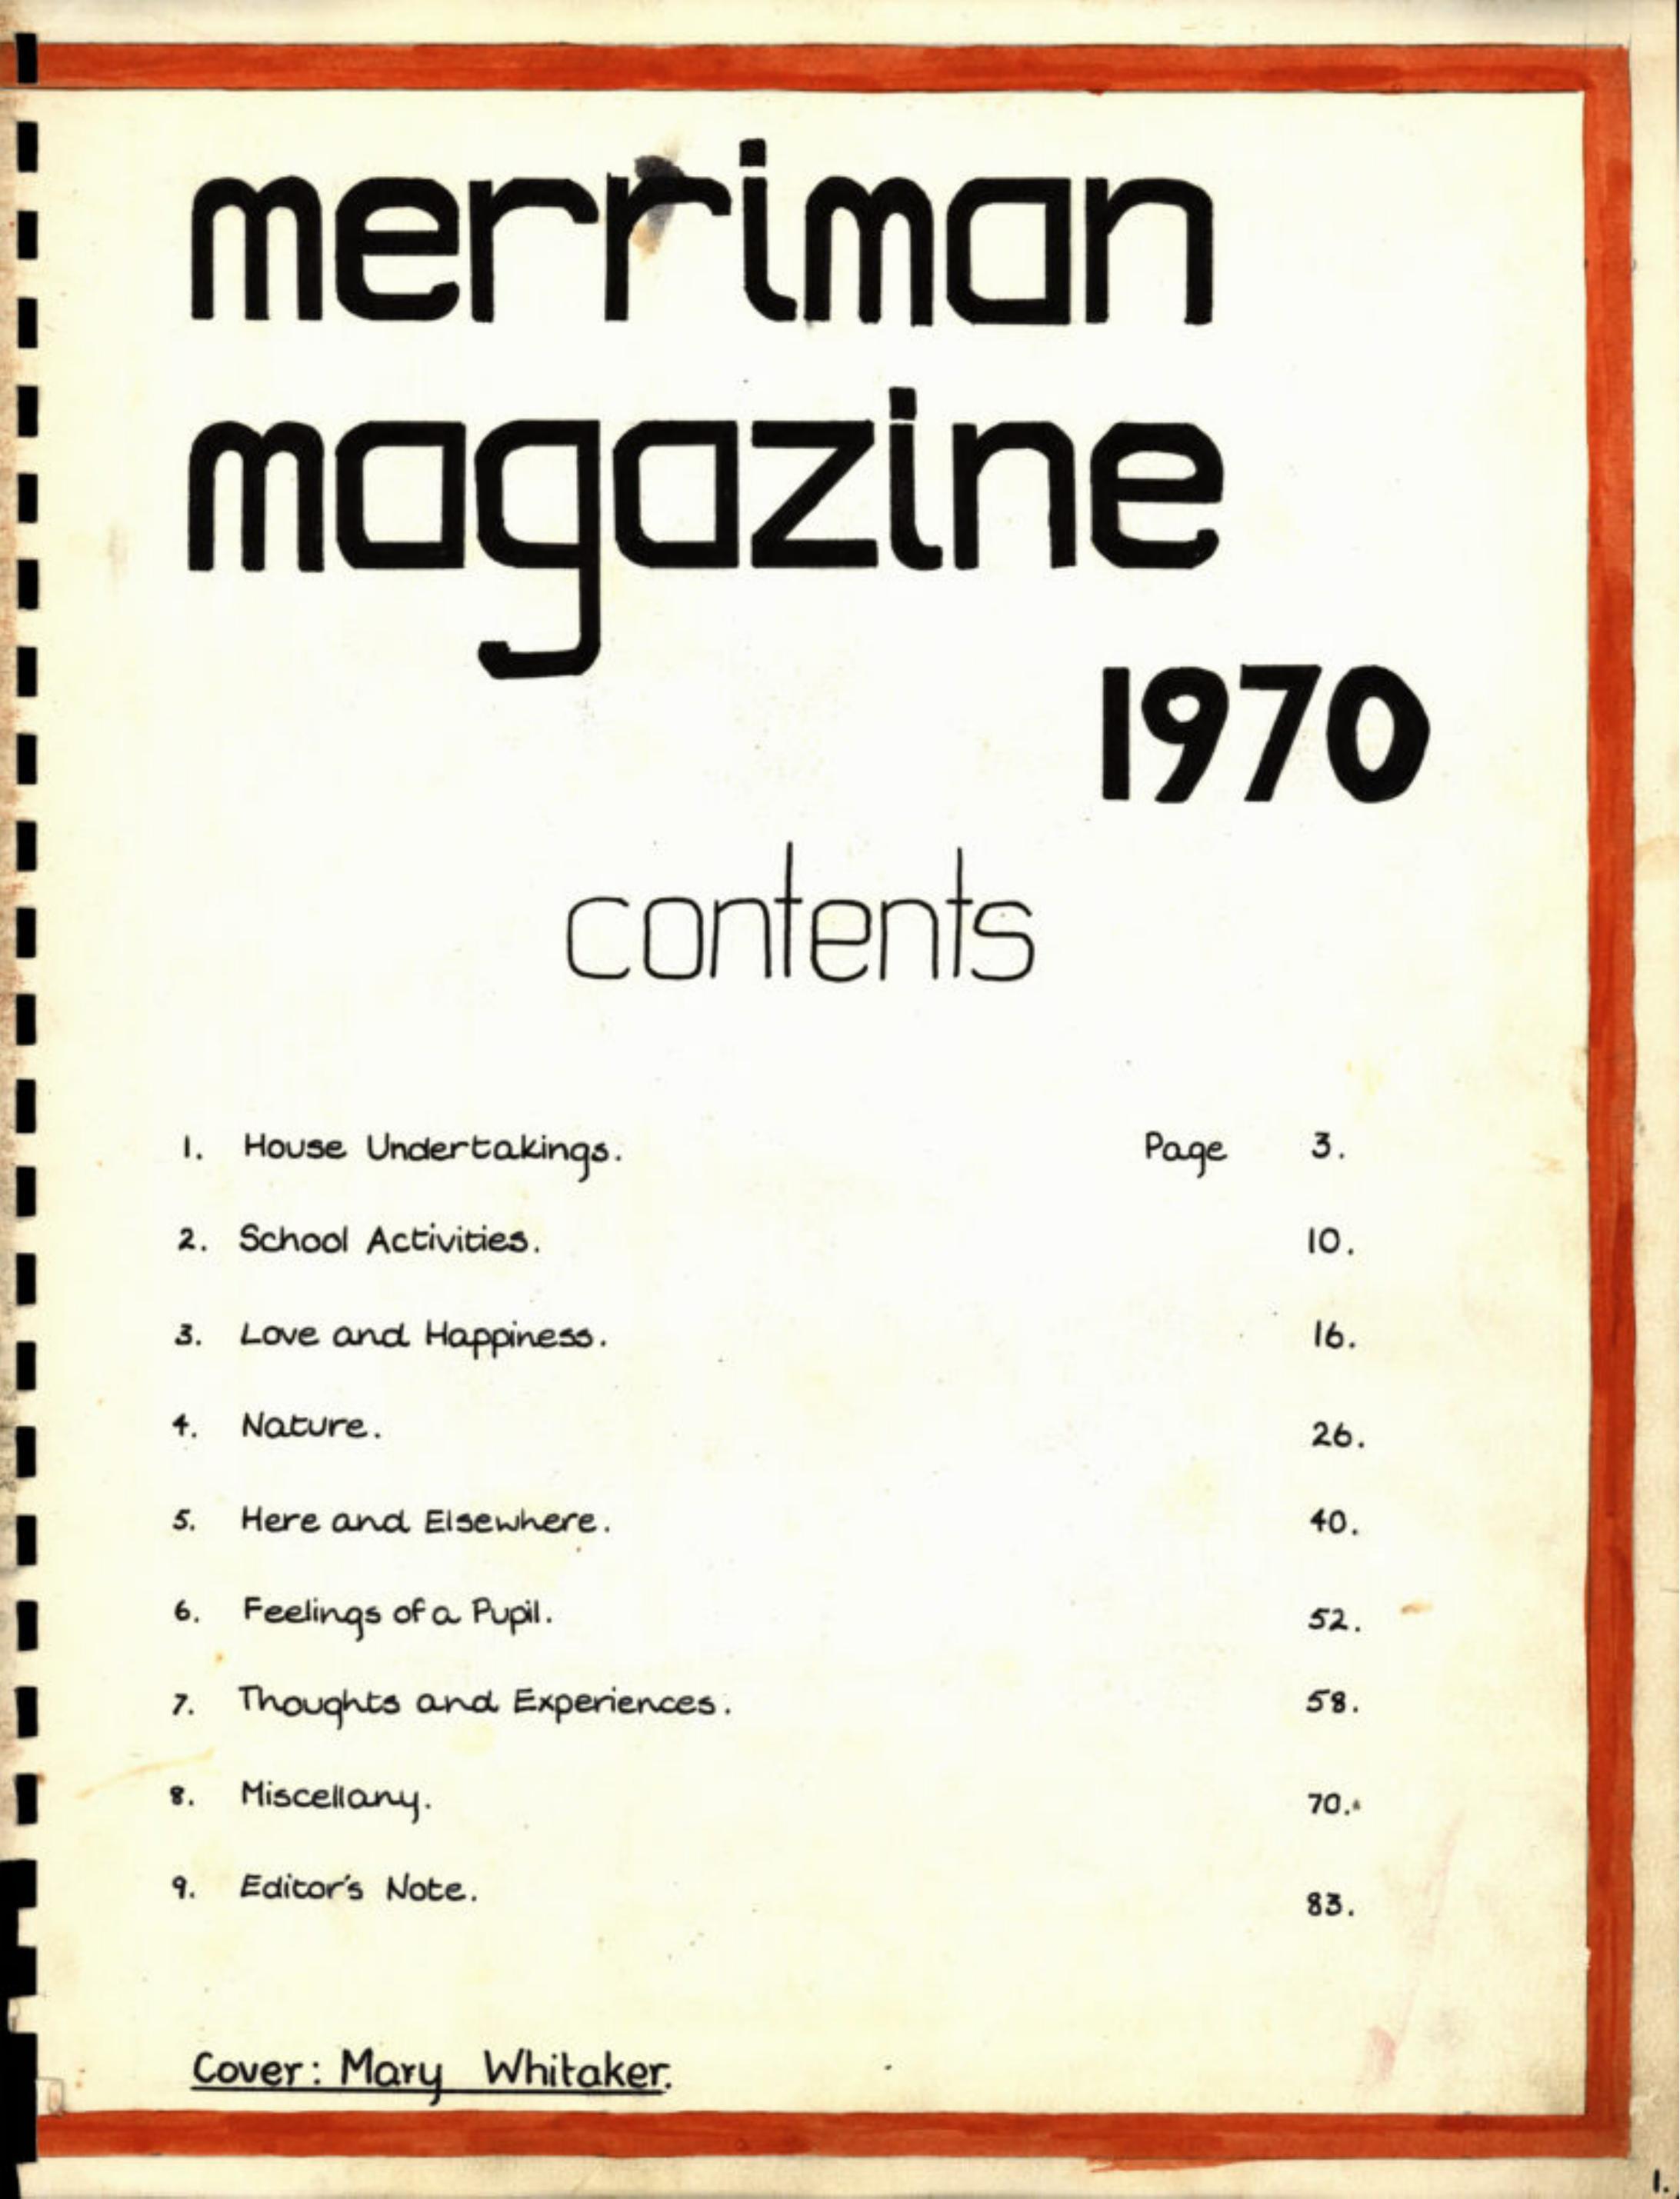 merriman
magazine
1970
contents
1. House Undertakings. Page 3.
2. School Activities. 10.
3. Love and Happiness. 16.
4. Nature. 26.
5. Here and Elsewhere. 40.
6. Feelings of a Pupil. 52.
7. Thoughts and Experiences. 58.
8. Miscellany. 70.
9. Editor's Note. 83.
Cover: Mary Whitaker.
1.